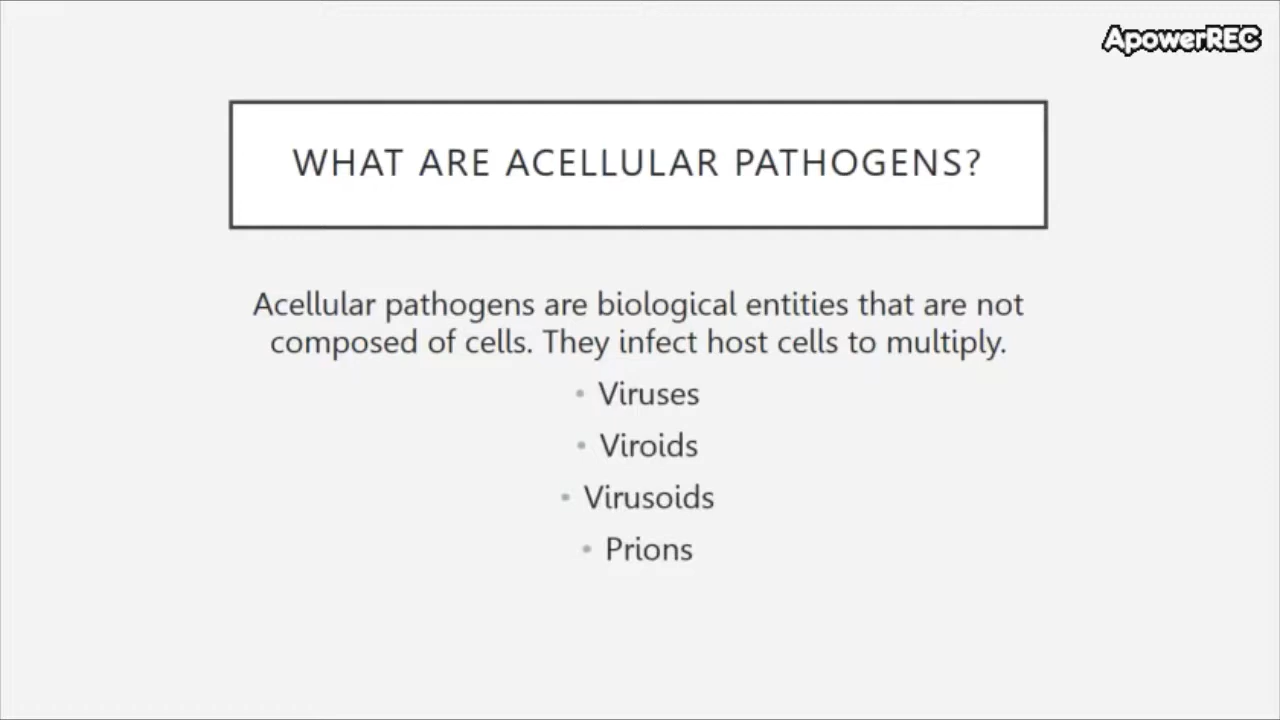 ApowerREC
WHAT ARE ACELLULAR PATHOGENS?
Acellular pathogens are biological entities that are not
composed of cells. They infect host cells to multiply.
• Viruses
• Viroids
• Virusoids
• Prions